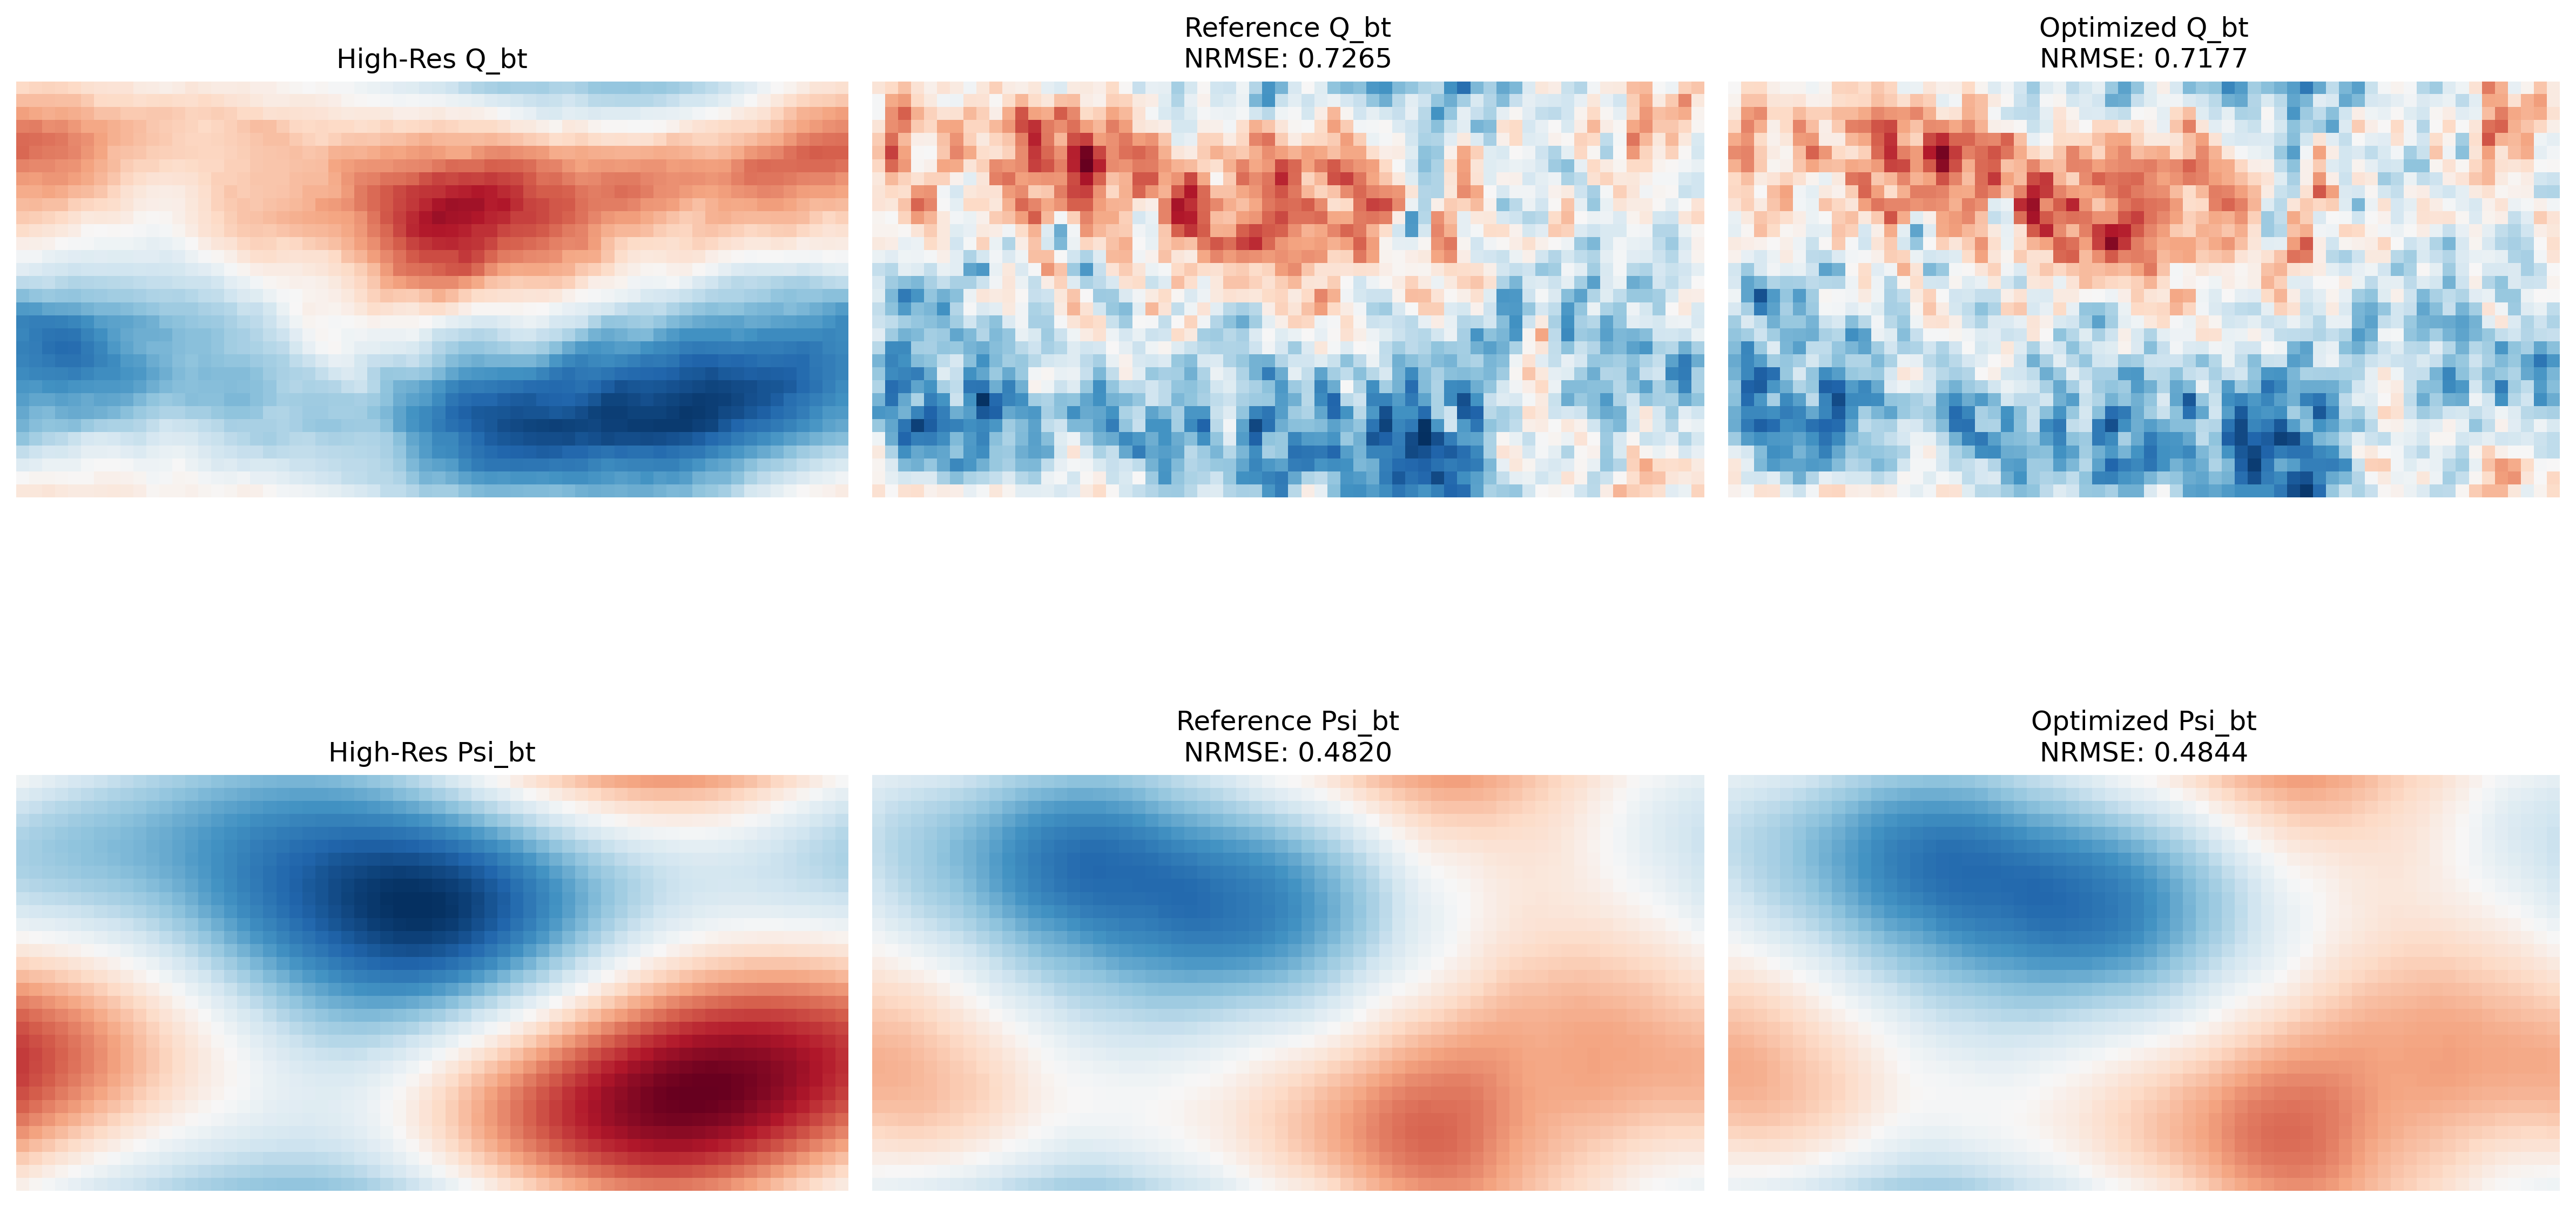 High-Res Q_bt
Reference Q_bt
NRMSE: 0.7265
Optimized Q_bt
NRMSE: 0.7177
High-Res Psi_bt
Reference Psi_bt
NRMSE: 0.4820
Optimized Psi_bt
NRMSE: 0.4844